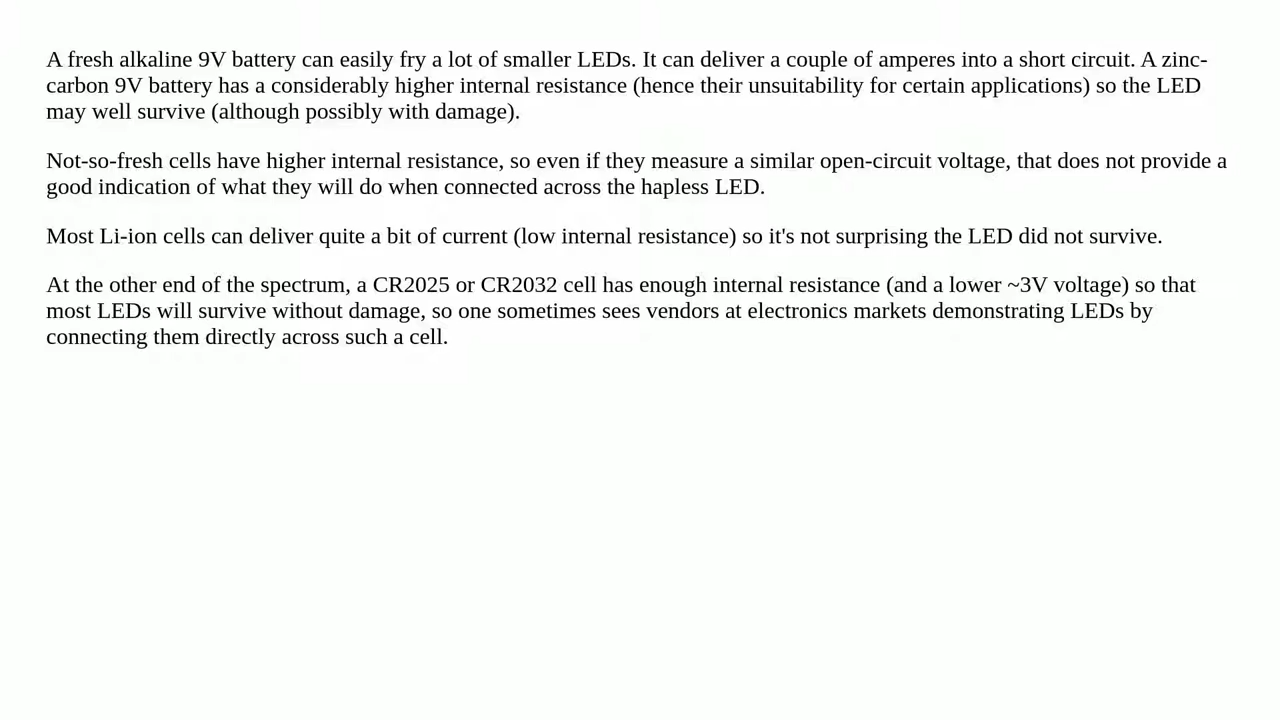 A fresh alkaline 9V battery can easily fry a lot of smaller LEDs. It can deliver a couple of amperes into a short circuit. A zinc-
carbon 9V battery has a considerably higher internal resistance (hence their unsuitability for certain applications) so the LED
may well survive (although possibly with damage).
Not-so-fresh cells have higher internal resistance, so even if they measure a similar open-circuit voltage, that does not provide a
good indication of what they will do when connected across the hapless LED.
Most Li-ion cells can deliver quite a bit of current (low internal resistance) so it's not surprising the LED did not survive.
At the other end of the spectrum, a CR2025 or CR2032 cell has enough internal resistance (and a lower ~3V voltage) so that
most LEDs will survive without damage, so one sometimes sees vendors at electronics markets demonstrating LEDs by
connecting them directly across such a cell.